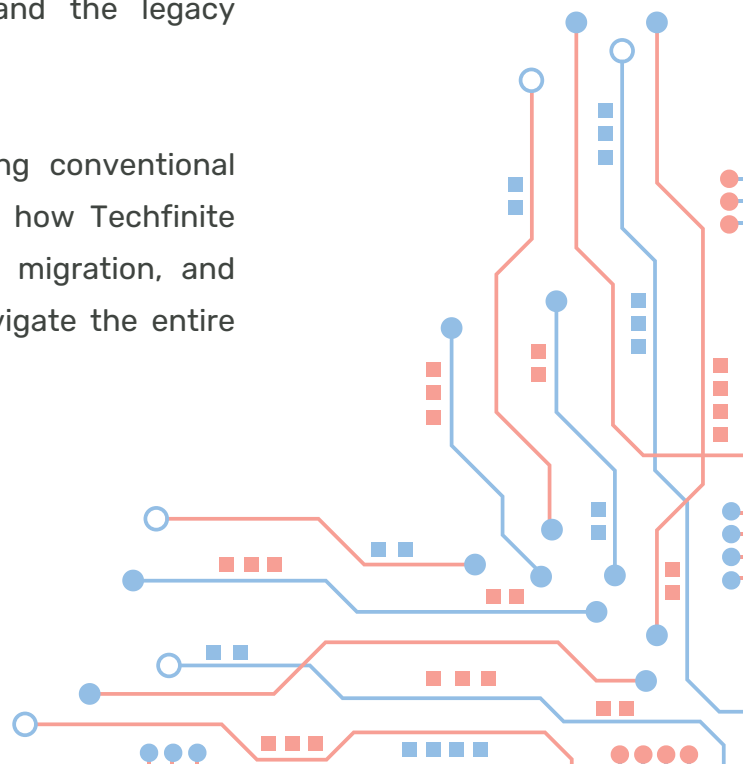 and the legacy
ng conventional
how Techfinite
migration, and
vigate the entire